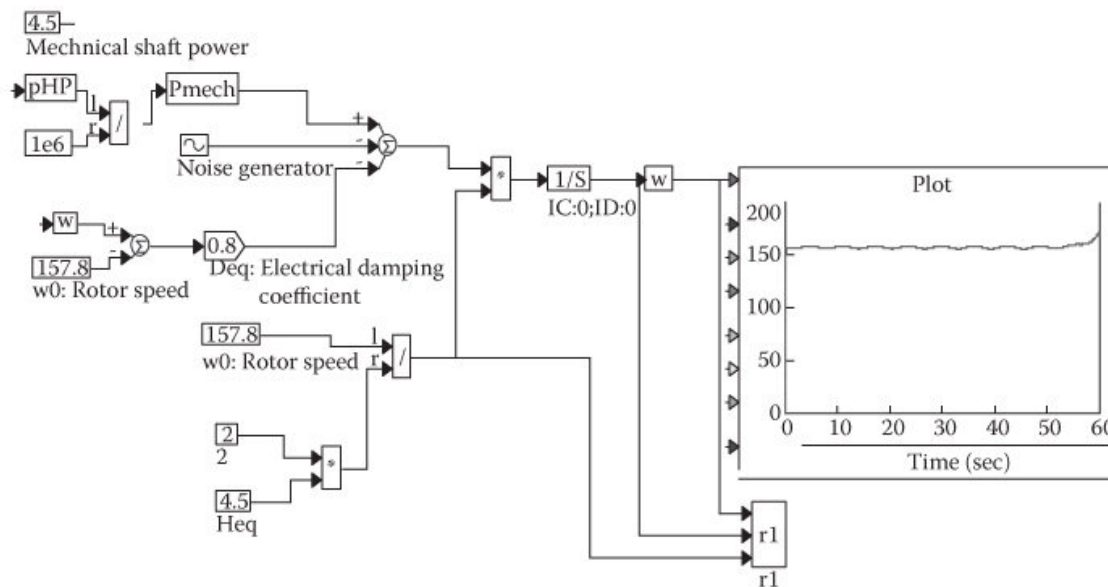 4.5
Mechnical shaft power
pHP
l
r
/
1e6
Pmech
+
-
-
Σ
Noise generator
*
1/S
IC:0;ID:0
w
w
+
-
Σ
157.8
w0: Rotor speed
0.8
Deq: Electrical damping
coefficient
157.8
w0: Rotor speed
l
r
/
2
2
*
4.5
Heq
Plot
200
150
100
50
0
0 10 20 30 40 50 60
Time (sec)
r1
r1